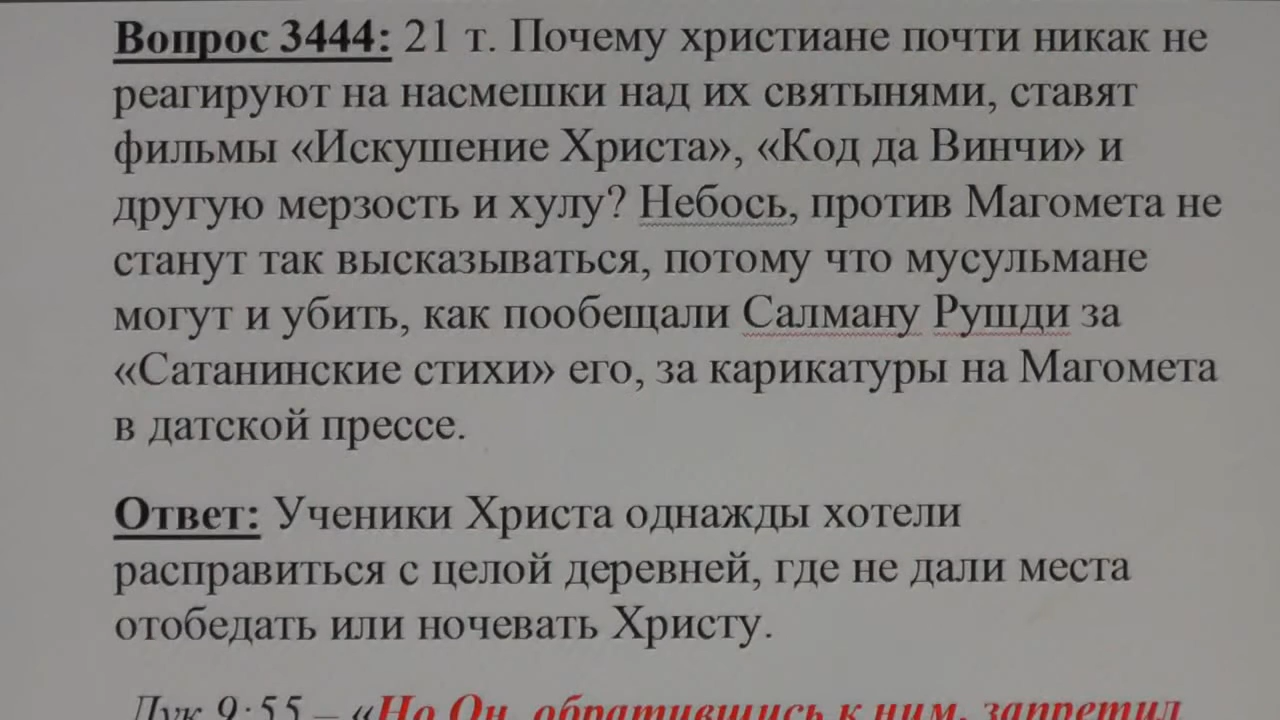 Вопрос 3444: 21 т. Почему христиане почти никак не
реагируют на насмешки над их святынями, ставят
фильмы «Искушение Христа», «Код да Винчи» и
другую мерзость и хулу? Небось, против Магомета не
станут так высказываться, потому что мусульмане
могут и убить, как пообещали Салману Рушди за
«Сатанинские стихи» его, за карикатуры на Магомета
в датской прессе.
Ответ: Ученики Христа однажды хотели
расправиться с целой деревней, где не дали места
отобедать или ночевать Христу.
Лук 9:55 – «Но Он, обратившись к ним, запретил